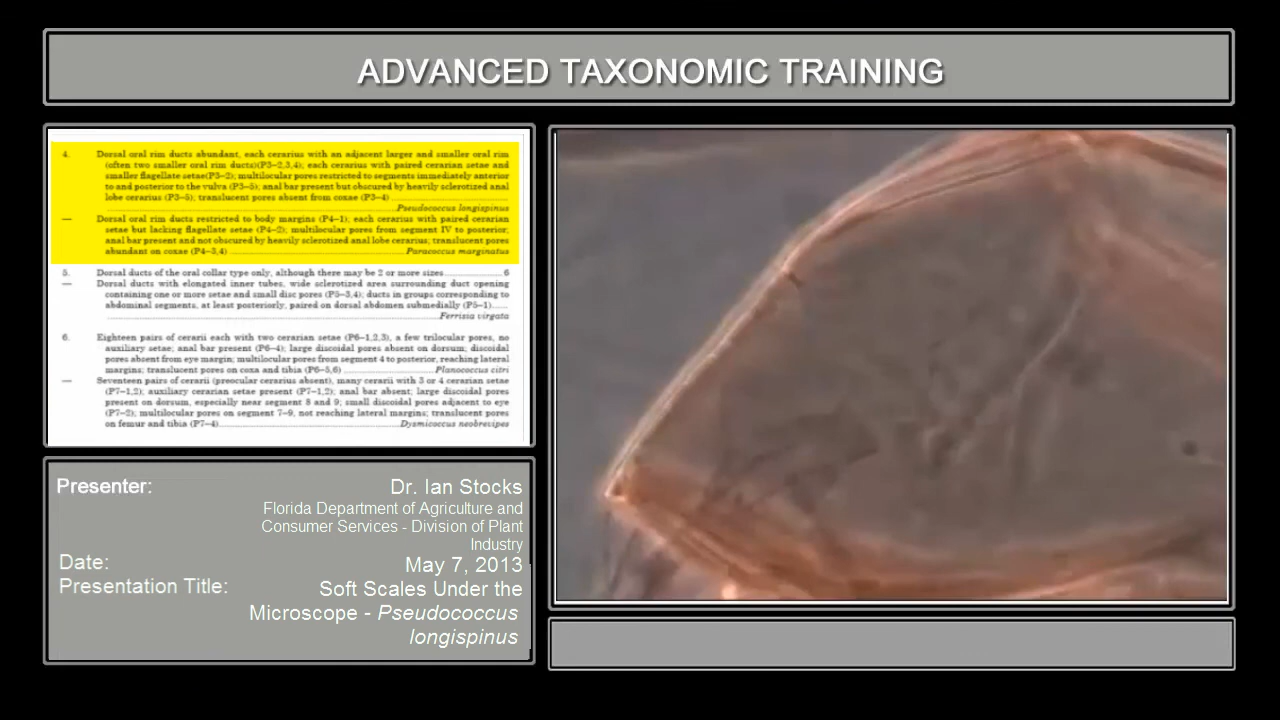 ADVANCED TAXONOMIC TRAINING
4. Dorsal oral rim ducts abundant, each cerarius with an adjacent larger and smaller oral rim
(often two smaller oral rim ducts)(P3–2,3,4); each cerarius with paired cerarian setae and
smaller flagellate setae(P3–2); multilocular pores restricted to segments immediately anterior
to and posterior to the vulva (P3–5); anal bar present but obscured by heavily sclerotized anal
lobe cerarius (P3–5); translucent pores absent from coxae (P3–4) ........................................
........................................Pseudococcus longispinus
— Dorsal oral rim ducts restricted to body margins (P4–1); each cerarius with paired cerarian
setae but lacking flagellate setae (P4–2); multilocular pores from segment IV to posterior;
anal bar present and not obscured by heavily sclerotized anal lobe cerarius; translucent pores
abundant on coxae (P4–3,4) ........................................ Paracoccus marginatus
5. Dorsal ducts of the oral collar type only, although there may be 2 or more sizes .................... 6
— Dorsal ducts with elongated inner tubes, wide sclerotized area surrounding duct opening
containing one or more setae and small disc pores (P5–3,4); ducts in groups corresponding to
abdominal segments, at least posteriorly, paired on dorsal abdomen submedially (P5–1)......
........................................Ferrisia virgata
6. Eighteen pairs of cerarii each with two cerarian setae (P6–1,2,3), a few trilocular pores, no
auxiliary setae; anal bar present (P6–4); large discoidal pores absent on dorsum; discoidal
pores absent from eye margin; multilocular pores from segment 4 to posterior, reaching lateral
margins; translucent pores on coxa and tibia (P6–5,6) .............................. Planococcus citri
— Seventeen pairs of cerarii (preocular cerarius absent), many cerarii with 3 or 4 cerarian setae
(P7–1,2); auxiliary cerarian setae present (P7–1,2); anal bar absent; large discoidal pores
present on dorsum, especially near segment 8 and 9; small discoidal pores adjacent to eye
(P7–2); multilocular pores on segment 7–9, not reaching lateral margins; translucent pores
on femur and tibia (P7–4)........................................Dysmicoccus neobrevipes
Presenter: Dr. Ian Stocks
Florida Department of Agriculture and
Consumer Services - Division of Plant
Industry
Date: May 7, 2013
Presentation Title: Soft Scales Under the
Microscope - Pseudococcus
longispinus